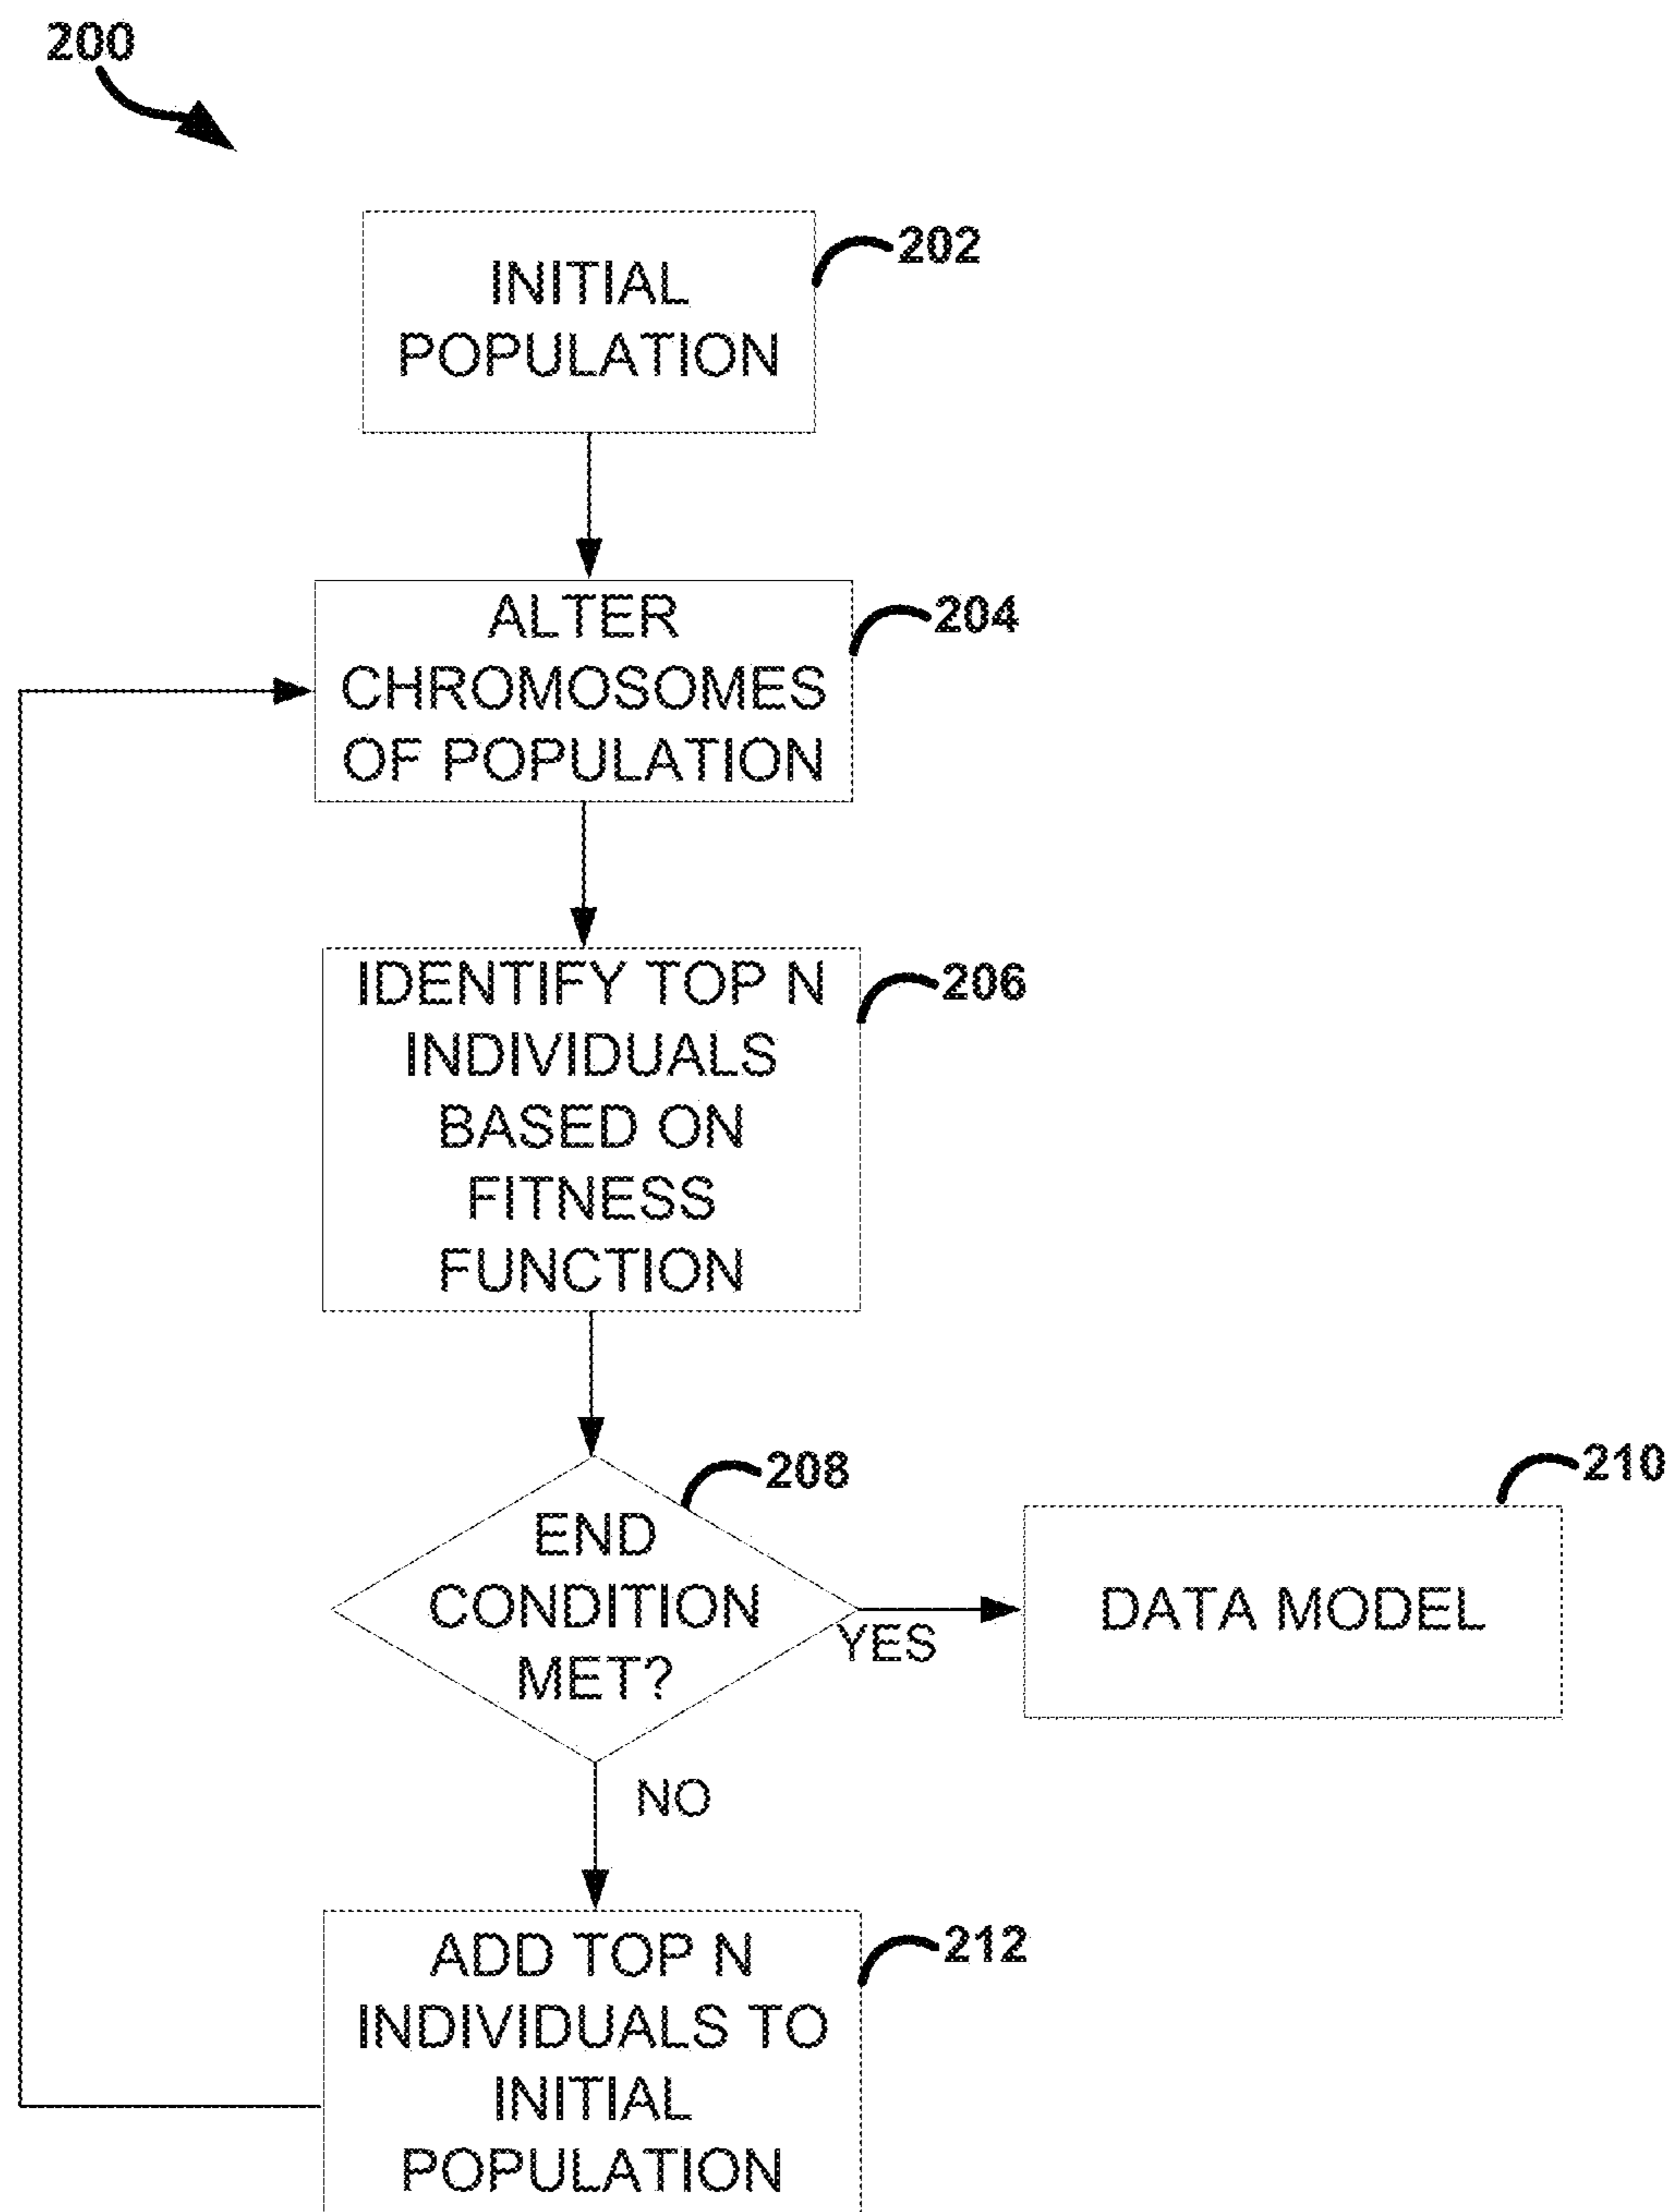 200
202
INITIAL
POPULATION
204
ALTER
CHROMOSOMES
OF POPULATION
206
IDENTIFY TOP N
INDIVIDUALS
BASED ON
FITNESS
FUNCTION
208
END
CONDITION
MET?
YES
210
DATA MODEL
NO
212
ADD TOP N
INDIVIDUALS TO
INITIAL
POPULATION